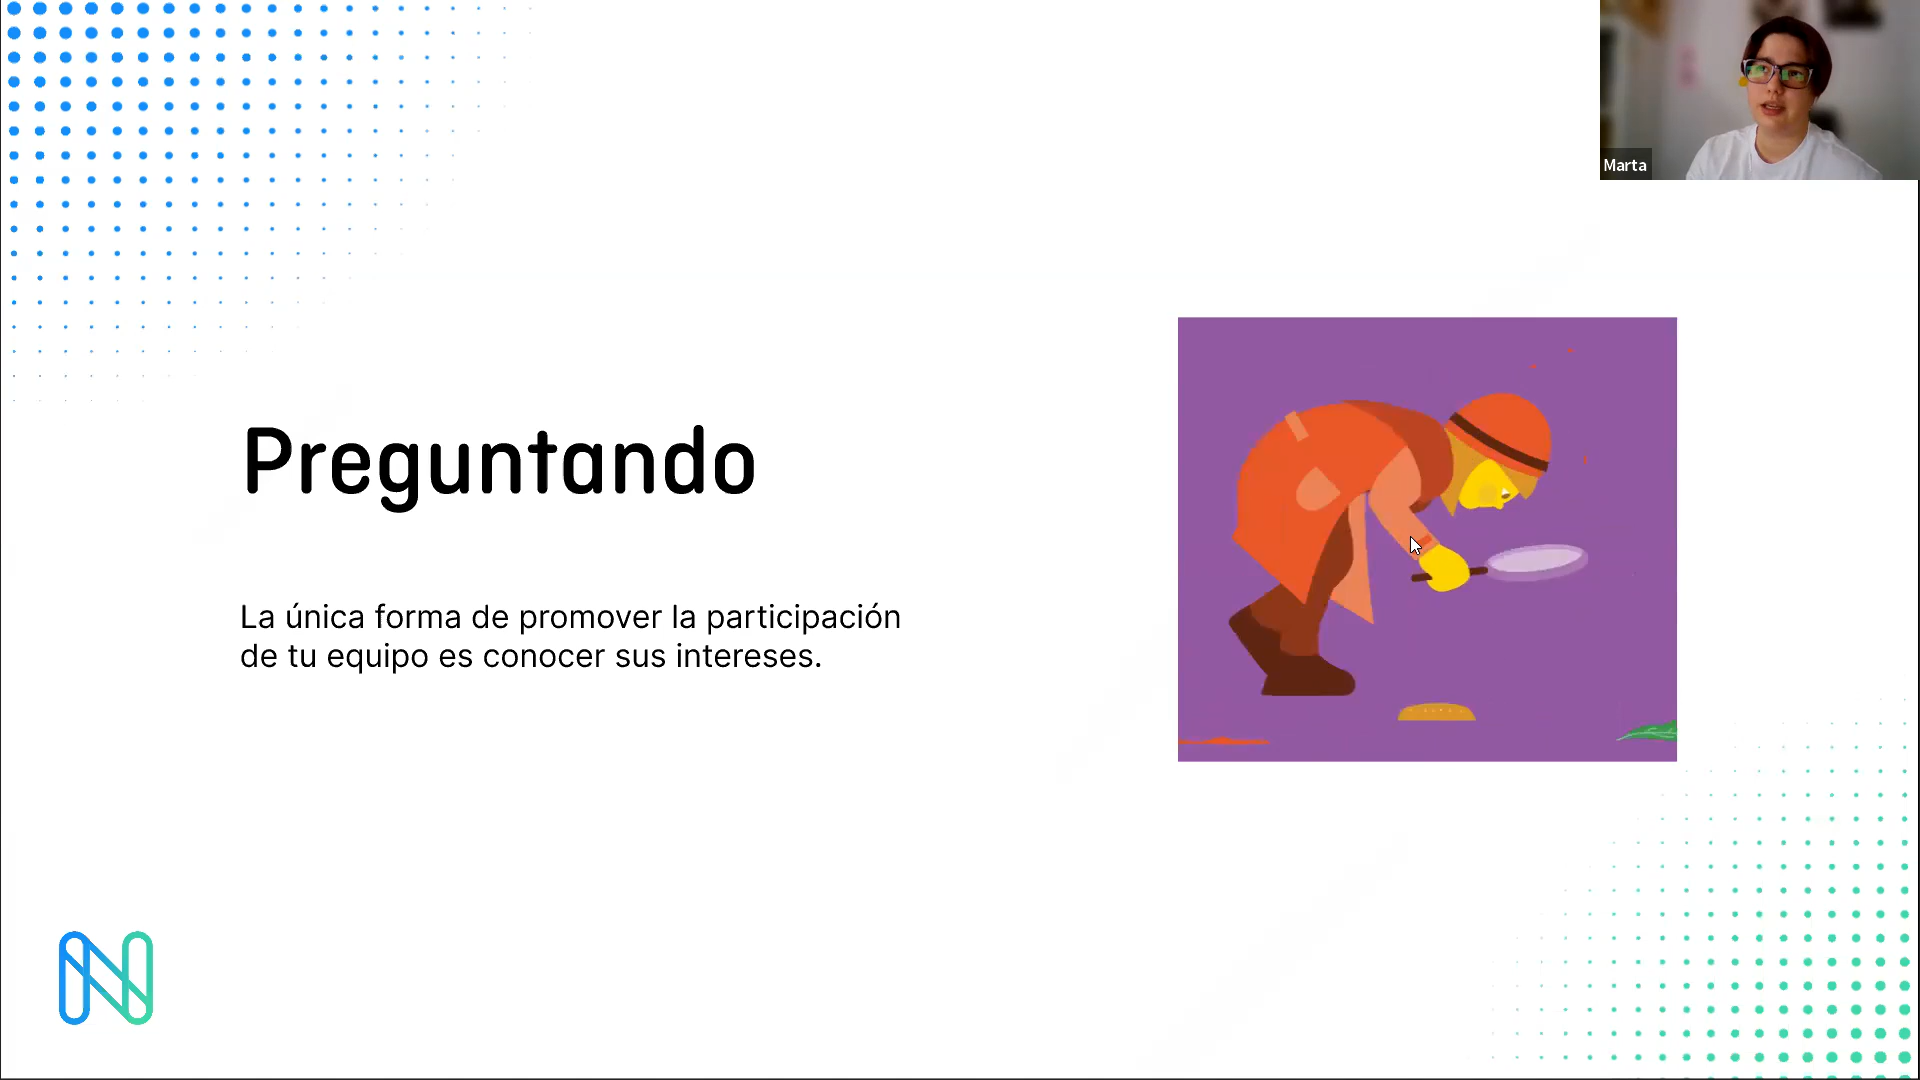 Marta
Preguntando
La única forma de promover la participación
de tu equipo es conocer sus intereses.